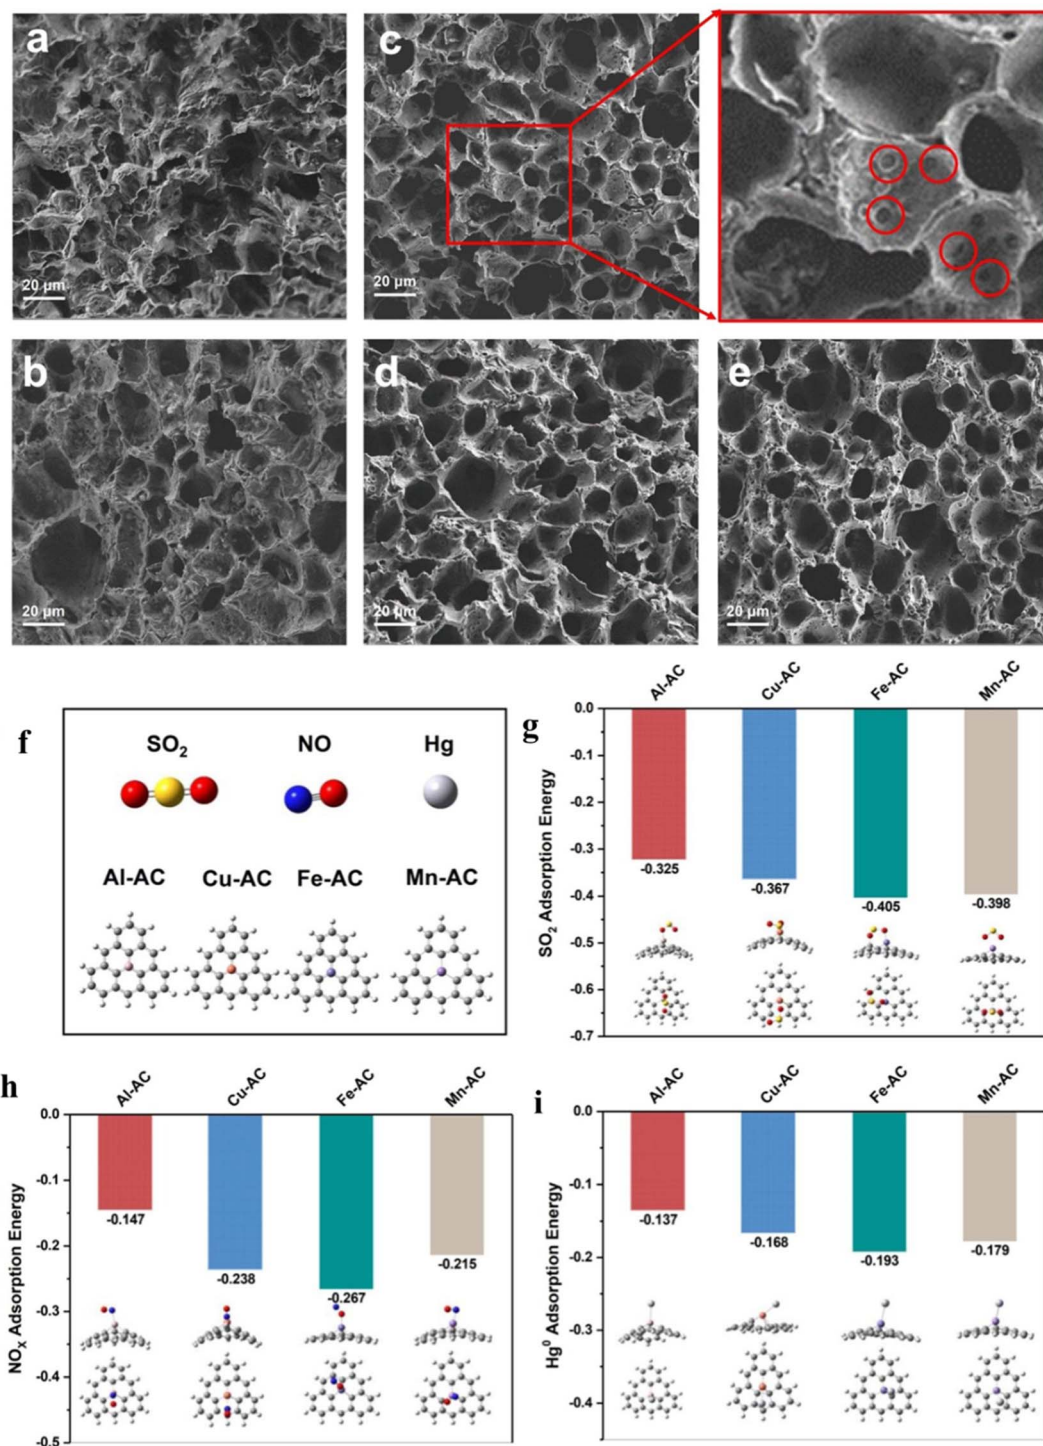 a
c
20 μm
20 μm
b
d
e
20 μm
20 μm
20 μm
f
SO2 NO Hg
Al-AC Cu-AC Fe-AC Mn-AC
g
Al-AC Cu-AC Fe-AC Mn-AC
SO2 Adsorption Energy
0.0
-0.1
-0.2
-0.3
-0.4
-0.5
-0.6
-0.7
-0.325
-0.367
-0.405
-0.398
h
Al-AC Cu-AC Fe-AC Mn-AC
NOX Adsorption Energy
0.0
-0.1
-0.2
-0.3
-0.4
-0.5
-0.147
-0.238
-0.267
-0.215
i
Al-AC Cu-AC Fe-AC Mn-AC
Hg0 Adsorption Energy
0.0
-0.1
-0.2
-0.3
-0.4
-0.137
-0.168
-0.193
-0.179